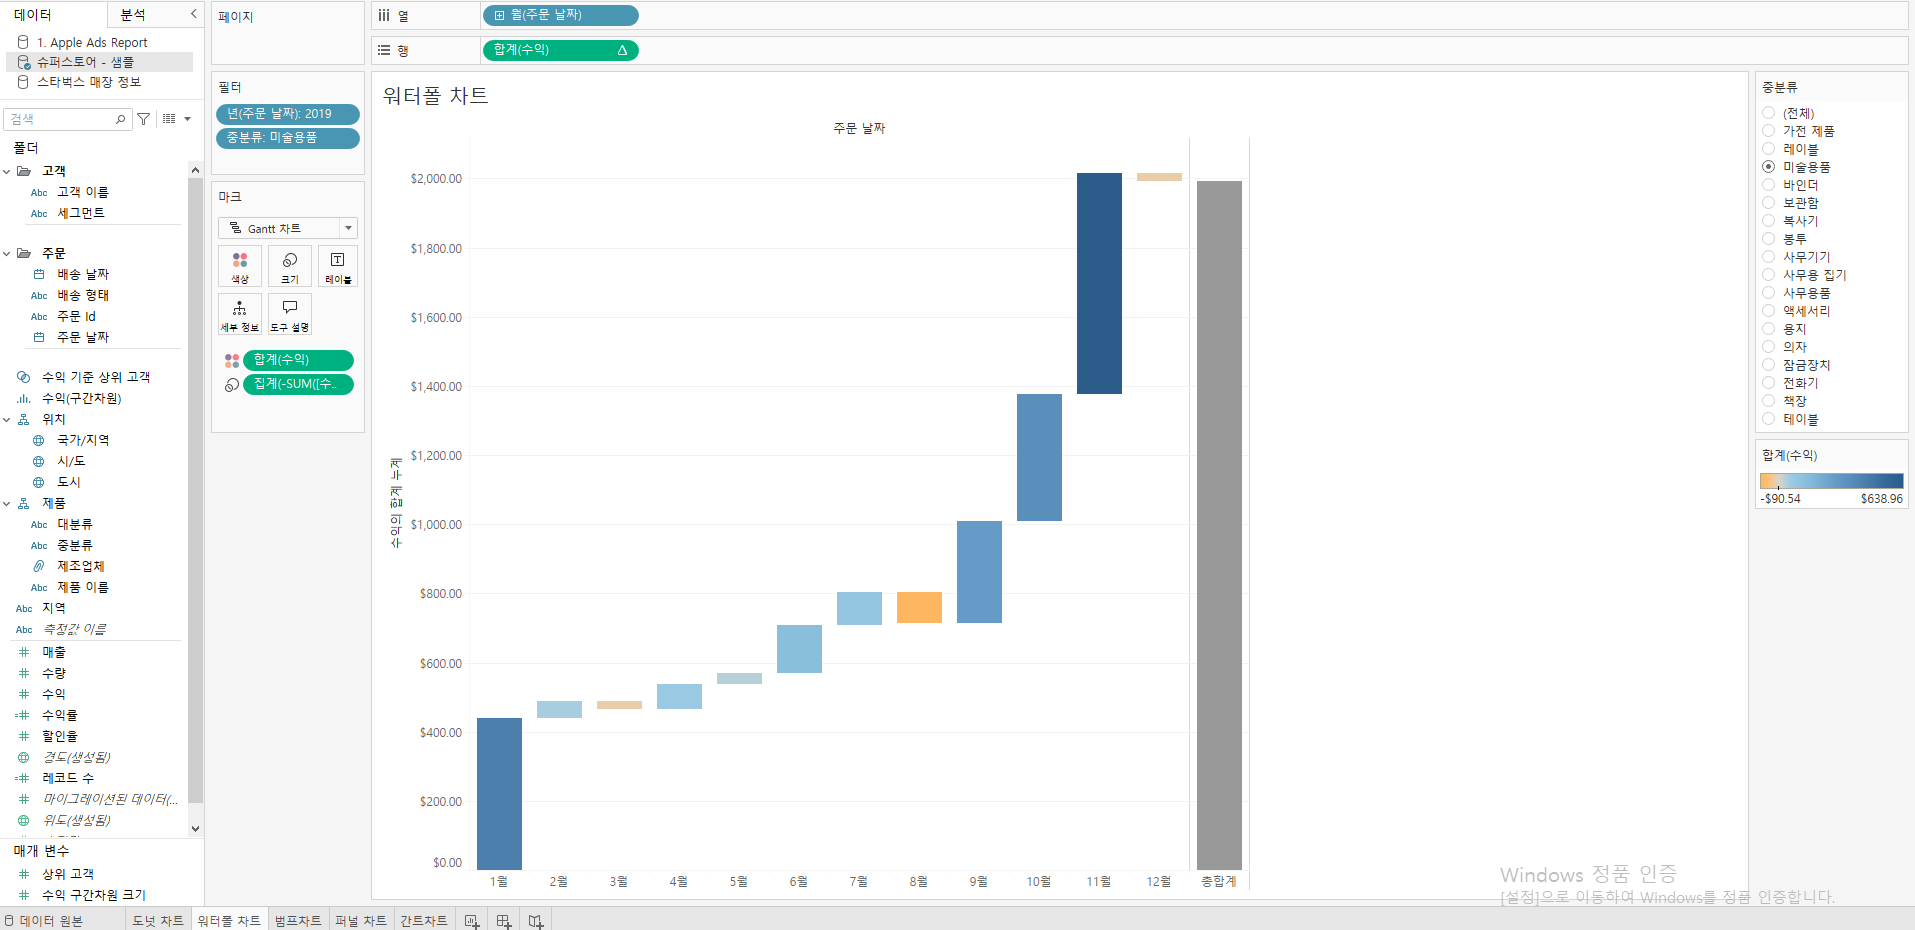 데이터
분석
1. Apple Ads Report
슈퍼스토어 - 샘플
스타벅스 매장 정보
검색
폴더
고객
Abc 고객 이름
Abc 세그먼트
주문
배송 날짜
Abc 배송 형태
Abc 주문 Id
주문 날짜
수익 기준 상위 고객
수익(구간차원)
위치
국가/지역
시/도
도시
제품
Abc 대분류
Abc 중분류
제조업체
Abc 제품 이름
Abc 지역
Abc 측정값 이름
매출
수량
수익
수익률
할인율
경도(생성됨)
레코드 수
마이그레이션된 데이터(...
위도(생성됨)
매개 변수
상위 고객
수익 구간차원 크기
페이지
필터
년(주문 날짜): 2019
중분류: 미술용품
마크
Gantt 차트
색상
크기
레이블
세부 정보
도구 설명
합계(수익)
집계(-SUM([수..
열
월(주문 날짜)
행
합계(수익)
워터폴 차트
주문 날짜
수익의 합계 누계
$2,000.00
$1,800.00
$1,600.00
$1,400.00
$1,200.00
$1,000.00
$800.00
$600.00
$400.00
$200.00
$0.00
1월 2월 3월 4월 5월 6월 7월 8월 9월 10월 11월 12월 총합계
중분류
(전체)
가전 제품
레이블
미술용품
바인더
보관함
복사기
봉투
사무기기
사무용 집기
사무용품
액세서리
용지
의자
잠금장치
전화기
책장
테이블
합계(수익)
-$90.54 $638.96
Windows 정품 인증
[설정]으로 이동하여 Windows를 정품 인증합니다.
데이터 원본
도넛 차트
워터폴 차트
범프차트
퍼널 차트
간트차트